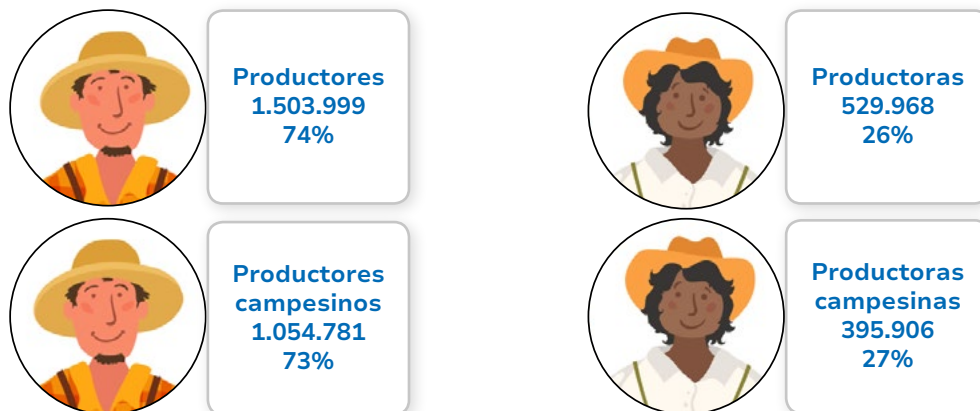 Productores
1.503.999
74%
Productoras
529.968
26%
Productores
campesinos
1.054.781
73%
Productoras
campesinas
395.906
27%